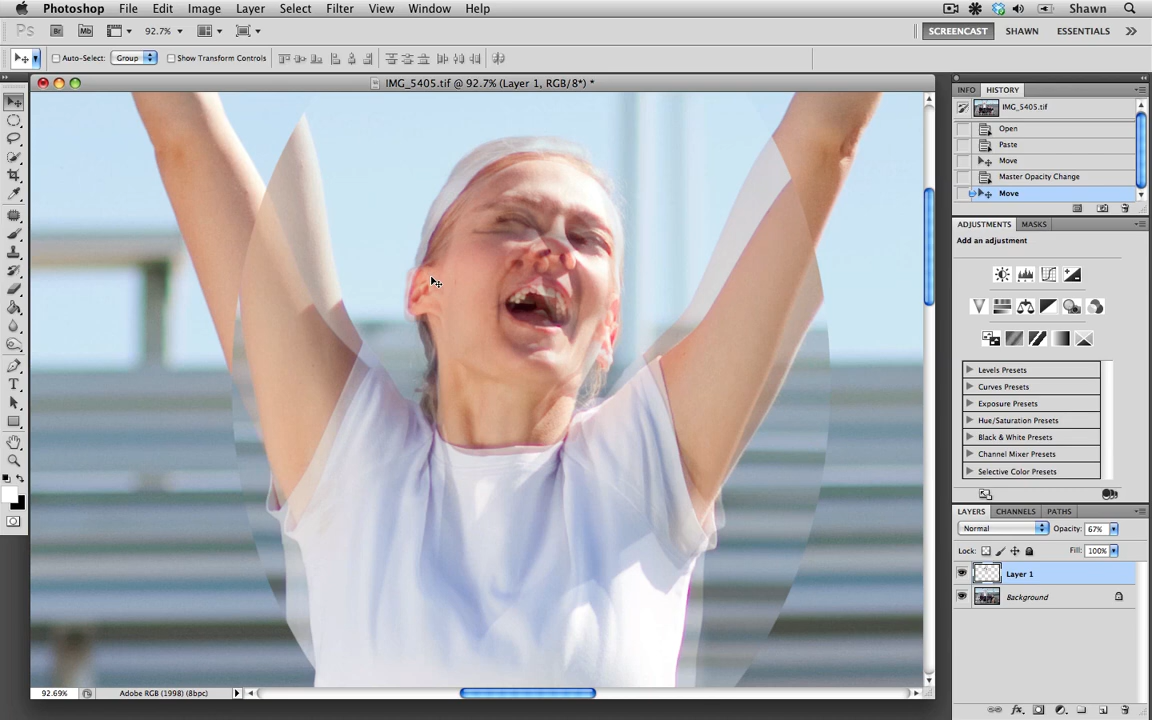 Photoshop File Edit Image Layer Select Filter View Window Help Shawn
Ps Br Mb 92.7% SCREENCAST SHAWN ESSENTIALS
Auto-Select: Group Show Transform Controls
IMG_5405.tif @ 92.7% (Layer 1, RGB/8*) *
INFO HISTORY
IMG_5405.tif
Open
Paste
Move
Master Opacity Change
Move
ADJUSTMENTS MASKS
Add an adjustment
Levels Presets
Curves Presets
Exposure Presets
Hue/Saturation Presets
Black & White Presets
Channel Mixer Presets
Selective Color Presets
LAYERS CHANNELS PATHS
Normal Opacity: 67%
Lock: Fill: 100%
Layer 1
Background
92.69% Adobe RGB (1998) (8bpc)